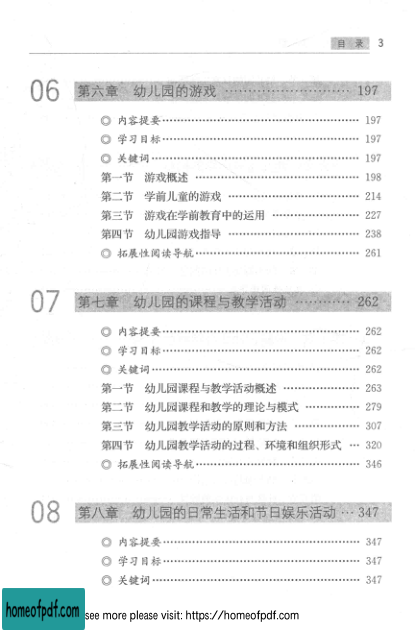 目 录 3
06 第六章 幼儿园的游戏 ………………………… 197
◎ 内容提要………………………………………… 197
◎ 学习目标………………………………………… 197
◎ 关键词…………………………………………… 197
第一节 游戏概述 ………………………………… 198
第二节 学前儿童的游戏 ………………………… 214
第三节 游戏在学前教育中的运用 ……………… 227
第四节 幼儿园游戏指导 ………………………… 238
◎ 拓展性阅读导航………………………………… 261
07 第七章 幼儿园的课程与教学活动 ………… 262
◎ 内容提要………………………………………… 262
◎ 学习目标………………………………………… 262
◎ 关键词…………………………………………… 262
第一节 幼儿园课程与教学活动概述 …………… 263
第二节 幼儿园课程和教学的理论与模式 ……… 279
第三节 幼儿园教学活动的原则和方法 ………… 307
第四节 幼儿园教学活动的过程、环境和组织形式 … 320
◎ 拓展性阅读导航………………………………… 346
08 第八章 幼儿园的日常生活和节日娱乐活动 … 347
◎ 内容提要………………………………………… 347
◎ 学习目标………………………………………… 347
◎ 关键词…………………………………………… 347
homeofpdf.com
see more please visit: https://homeofpdf.com